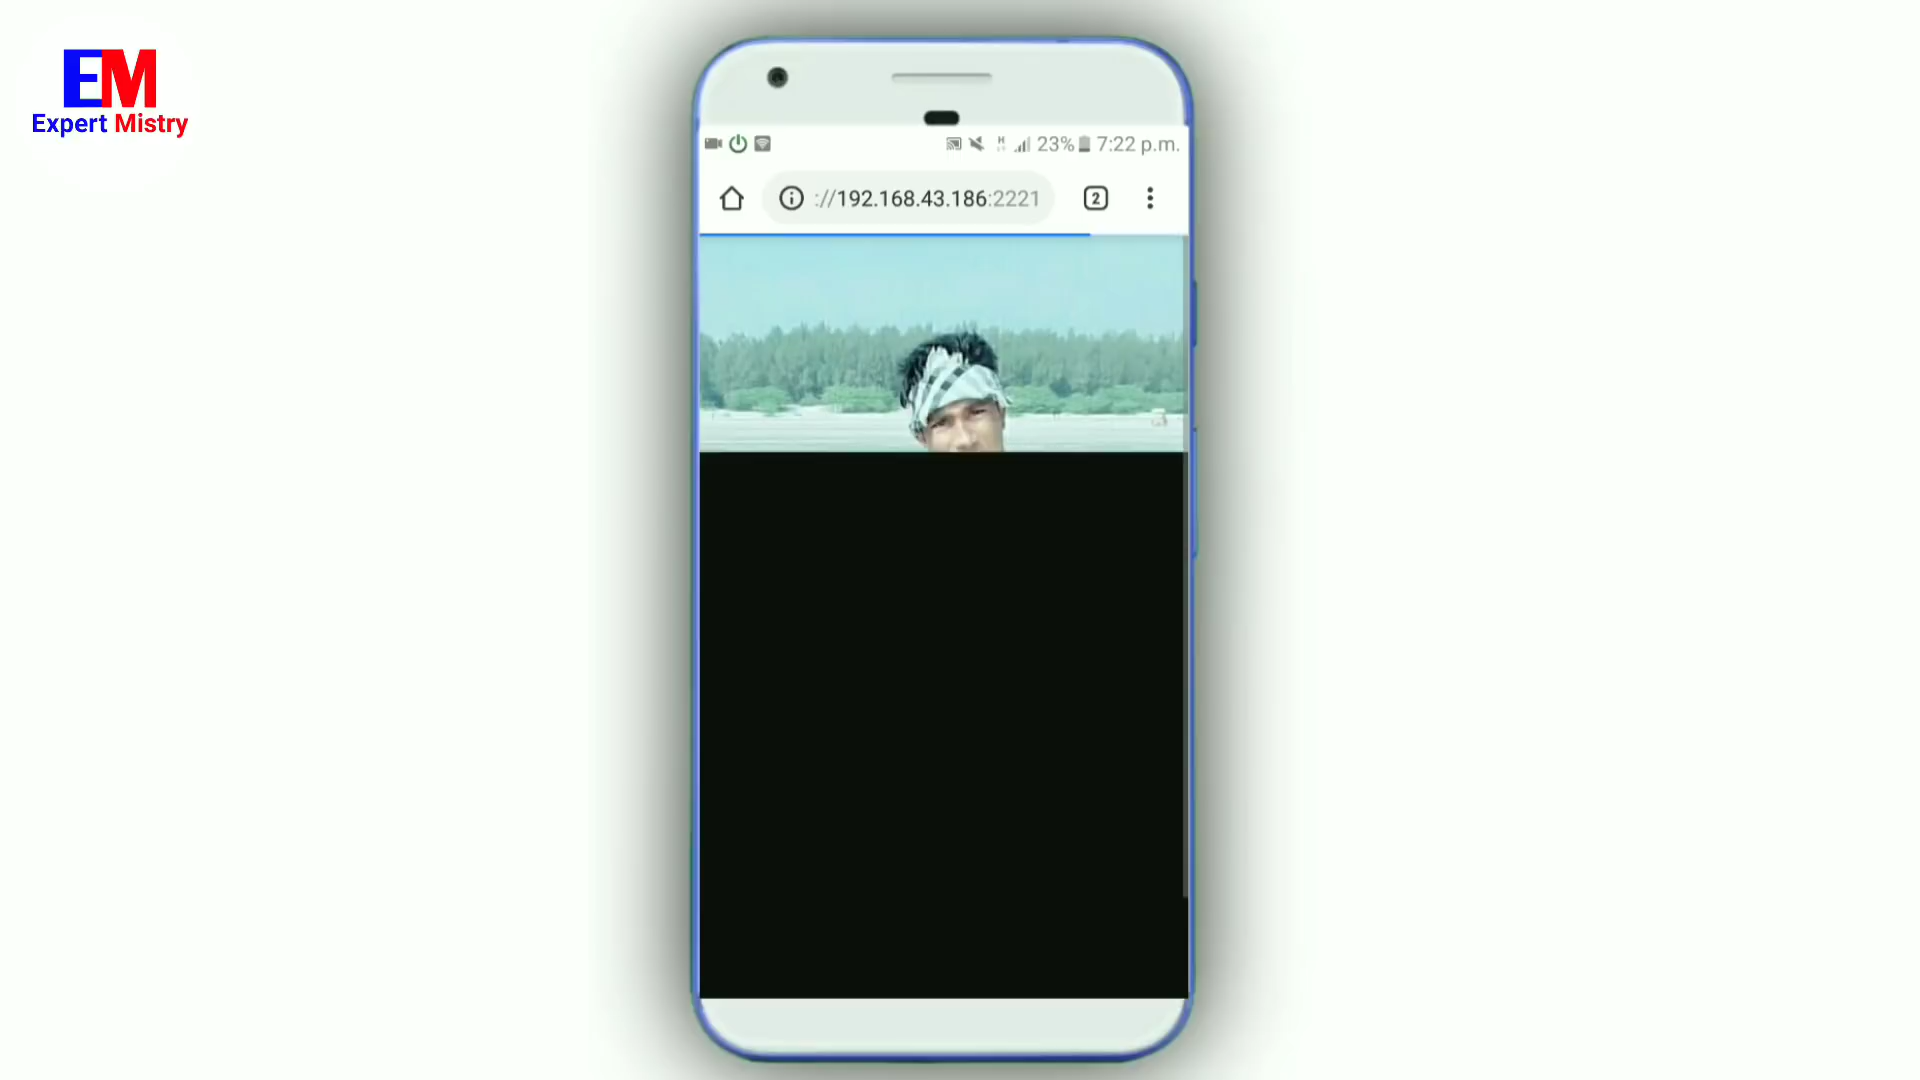 EM
Expert Mistry
23% 7:22 p.m.
://192.168.43.186:2221
2